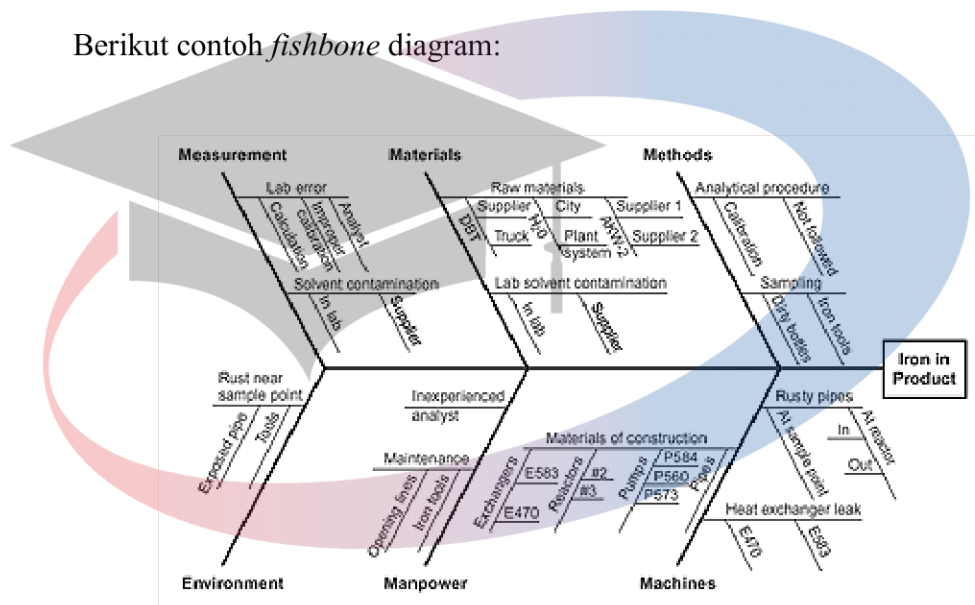 Berikut contoh fishbone diagram:
Measurement
Materials
Methods
Lab error
Calculation
Improper
calibration
Analyst
Solvent contamination
In lab
Supplier
Raw materials
DBT
Supplier
Truck
H₂0
City
Plant
system
AKW-2
Supplier 1
Supplier 2
Lab solvent contamination
In lab
Supplier
Analytical procedure
Calibration
Not followed
Sampling
Dirty bottles
Iron tools
Iron in
Product
Rust near
sample point
Exposed pipe
Tools
Inexperienced
analyst
Maintenance
Opening lines
Iron tools
Materials of construction
Exchangers
E583
E470
Reactors
#2
#3
Pumps
P584
P560
P573
Pipes
Rusty pipes
At sample point
At reactor
In
Out
Heat exchanger leak
E470
E583
Environment
Manpower
Machines